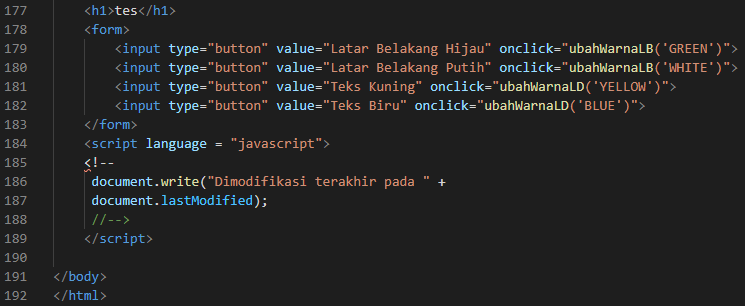 177 <h1>tes</h1>
178 <form>
179 <input type="button" value="Latar Belakang Hijau" onclick="ubahWarnaLB('GREEN')">
180 <input type="button" value="Latar Belakang Putih" onclick="ubahWarnaLB('WHITE')">
181 <input type="button" value="Teks Kuning" onclick="ubahWarnaLD('YELLOW')">
182 <input type="button" value="Teks Biru" onclick="ubahWarnaLD('BLUE')">
183 </form>
184 <script language = "javascript">
185 <!--
186 document.write("Dimodifikasi terakhir pada " +
187 document.lastModified);
188 //-->
189 </script>
190
191 </body>
192 </html>